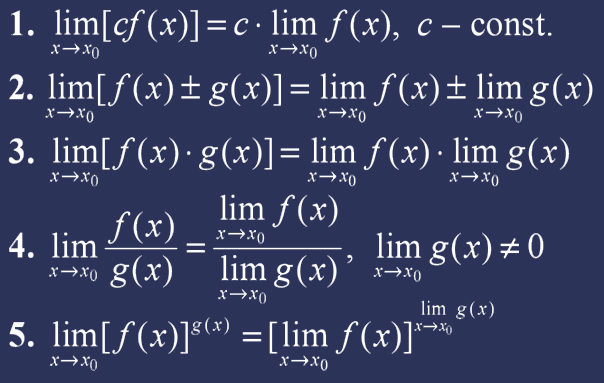 1. lim_{x→x₀}[cf(x)] = c · lim_{x→x₀} f(x), c – const.
2. lim_{x→x₀}[f(x) ± g(x)] = lim_{x→x₀} f(x) ± lim_{x→x₀} g(x)
3. lim_{x→x₀}[f(x) · g(x)] = lim_{x→x₀} f(x) · lim_{x→x₀} g(x)
4. lim_{x→x₀} f(x)/g(x) = lim_{x→x₀} f(x) / lim_{x→x₀} g(x), lim_{x→x₀} g(x) ≠ 0
5. lim_{x→x₀}[f(x)]^{g(x)} = [lim_{x→x₀} f(x)]^{lim_{x→x₀} g(x)}